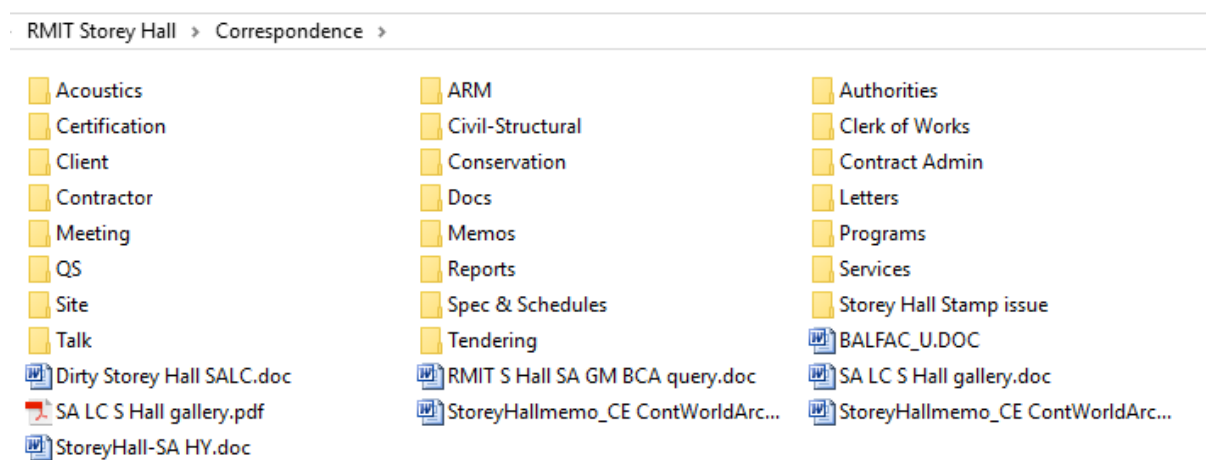 RMIT Storey Hall > Correspondence >
Acoustics ARM Authorities
Certification Civil-Structural Clerk of Works
Client Conservation Contract Admin
Contractor Docs Letters
Meeting Memos Programs
QS Reports Services
Site Spec & Schedules Storey Hall Stamp issue
Talk Tendering BALFAC_U.DOC
Dirty Storey Hall SALC.doc RMIT S Hall SA GM BCA query.doc SA LC S Hall gallery.doc
SA LC S Hall gallery.pdf StoreyHallmemo_CE ContWorldArc... StoreyHallmemo_CE ContWorldArc...
StoreyHall-SA HY.doc